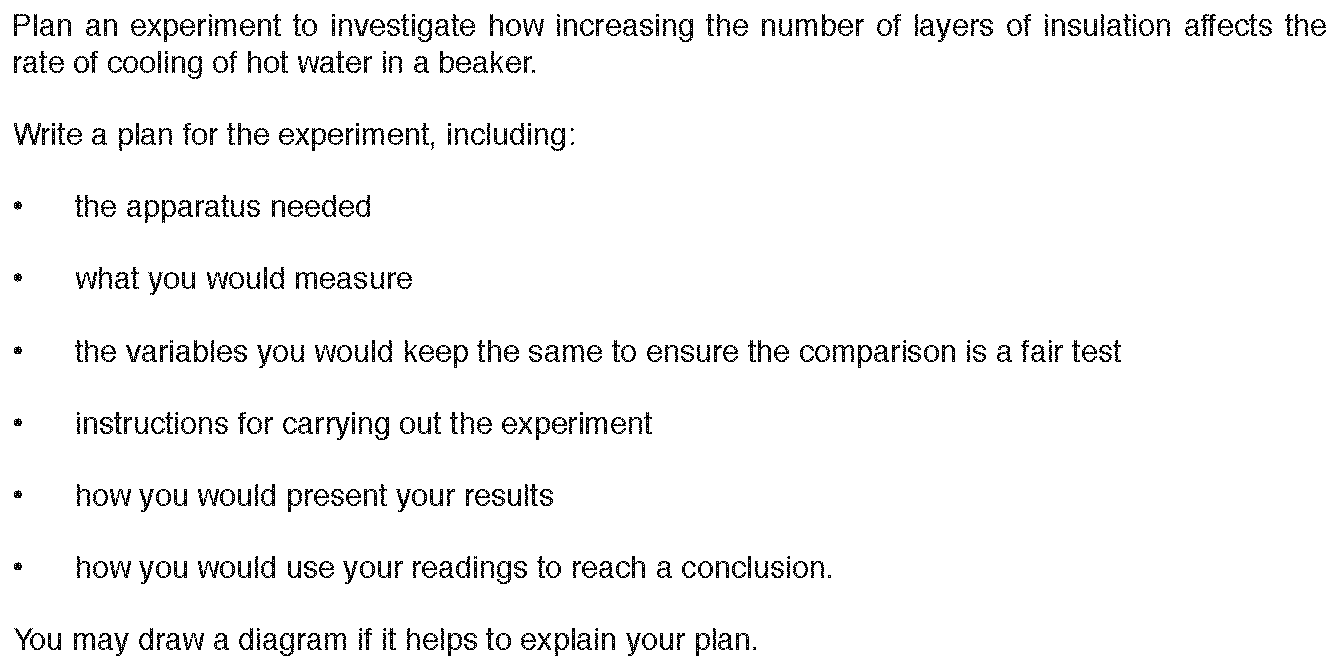 Plan an experiment to investigate how increasing the number of layers of insulation affects the
rate of cooling of hot water in a beaker.
Write a plan for the experiment, including:
• the apparatus needed
• what you would measure
• the variables you would keep the same to ensure the comparison is a fair test
• instructions for carrying out the experiment
• how you would present your results
• how you would use your readings to reach a conclusion.
You may draw a diagram if it helps to explain your plan.